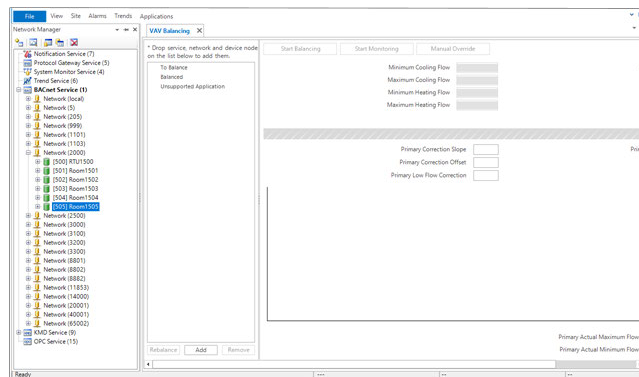 File View Site Alarms Trends Applications
Network Manager
VAV Balancing
* Drop service, network and device node
on the list below to add them.
Start Balancing Start Monitoring Manual Override
Notification Service (7)
Protocol Gateway Service (5)
System Monitor Service (4)
Trend Service (6)
BACnet Service (1)
Network (local)
Network (5)
Network (205)
Network (999)
Network (1101)
Network (1103)
Network (2000)
[500] RTU1500
[501] Room1501
[502] Room1502
[503] Room1503
[504] Room1504
[505] Room1505
Network (2500)
Network (3000)
Network (3100)
Network (3200)
Network (3300)
Network (8801)
Network (8802)
Network (8882)
Network (11853)
Network (14000)
Network (20001)
Network (40001)
Network (65002)
KMD Service (9)
OPC Service (15)
To Balance
Balanced
Unsupported Application
Minimum Cooling Flow
Maximum Cooling Flow
Minimum Heating Flow
Maximum Heating Flow
Primary Correction Slope
Pri
Primary Correction Offset
Primary Low Flow Correction
Primary Actual Maximum Flow
Primary Actual Minimum Flow
Rebalance Add Remove
Ready --- -- --